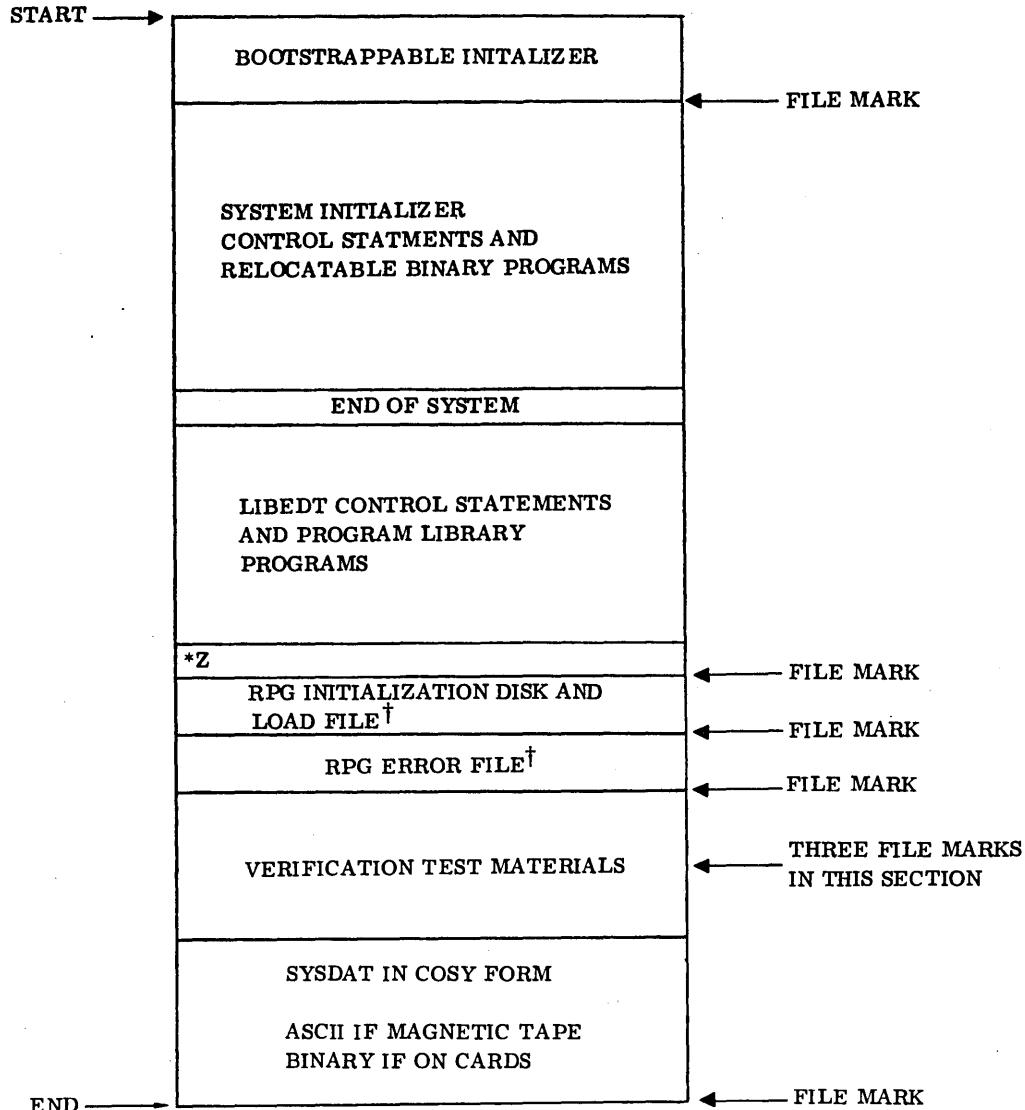 START
BOOTSTRAPPABLE INITALIZER
FILE MARK
SYSTEM INITIALIZER
CONTROL STATMENTS AND
RELOCATABLE BINARY PROGRAMS
END OF SYSTEM
LIBEDT CONTROL STATEMENTS
AND PROGRAM LIBRARY
PROGRAMS
*Z
FILE MARK
RPG INITIALIZATION DISK AND
LOAD FILE†
FILE MARK
RPG ERROR FILE†
FILE MARK
VERIFICATION TEST MATERIALS
THREE FILE MARKS
IN THIS SECTION
SYSDAT IN COSY FORM
ASCII IF MAGNETIC TAPE
BINARY IF ON CARDS
END
FILE MARK